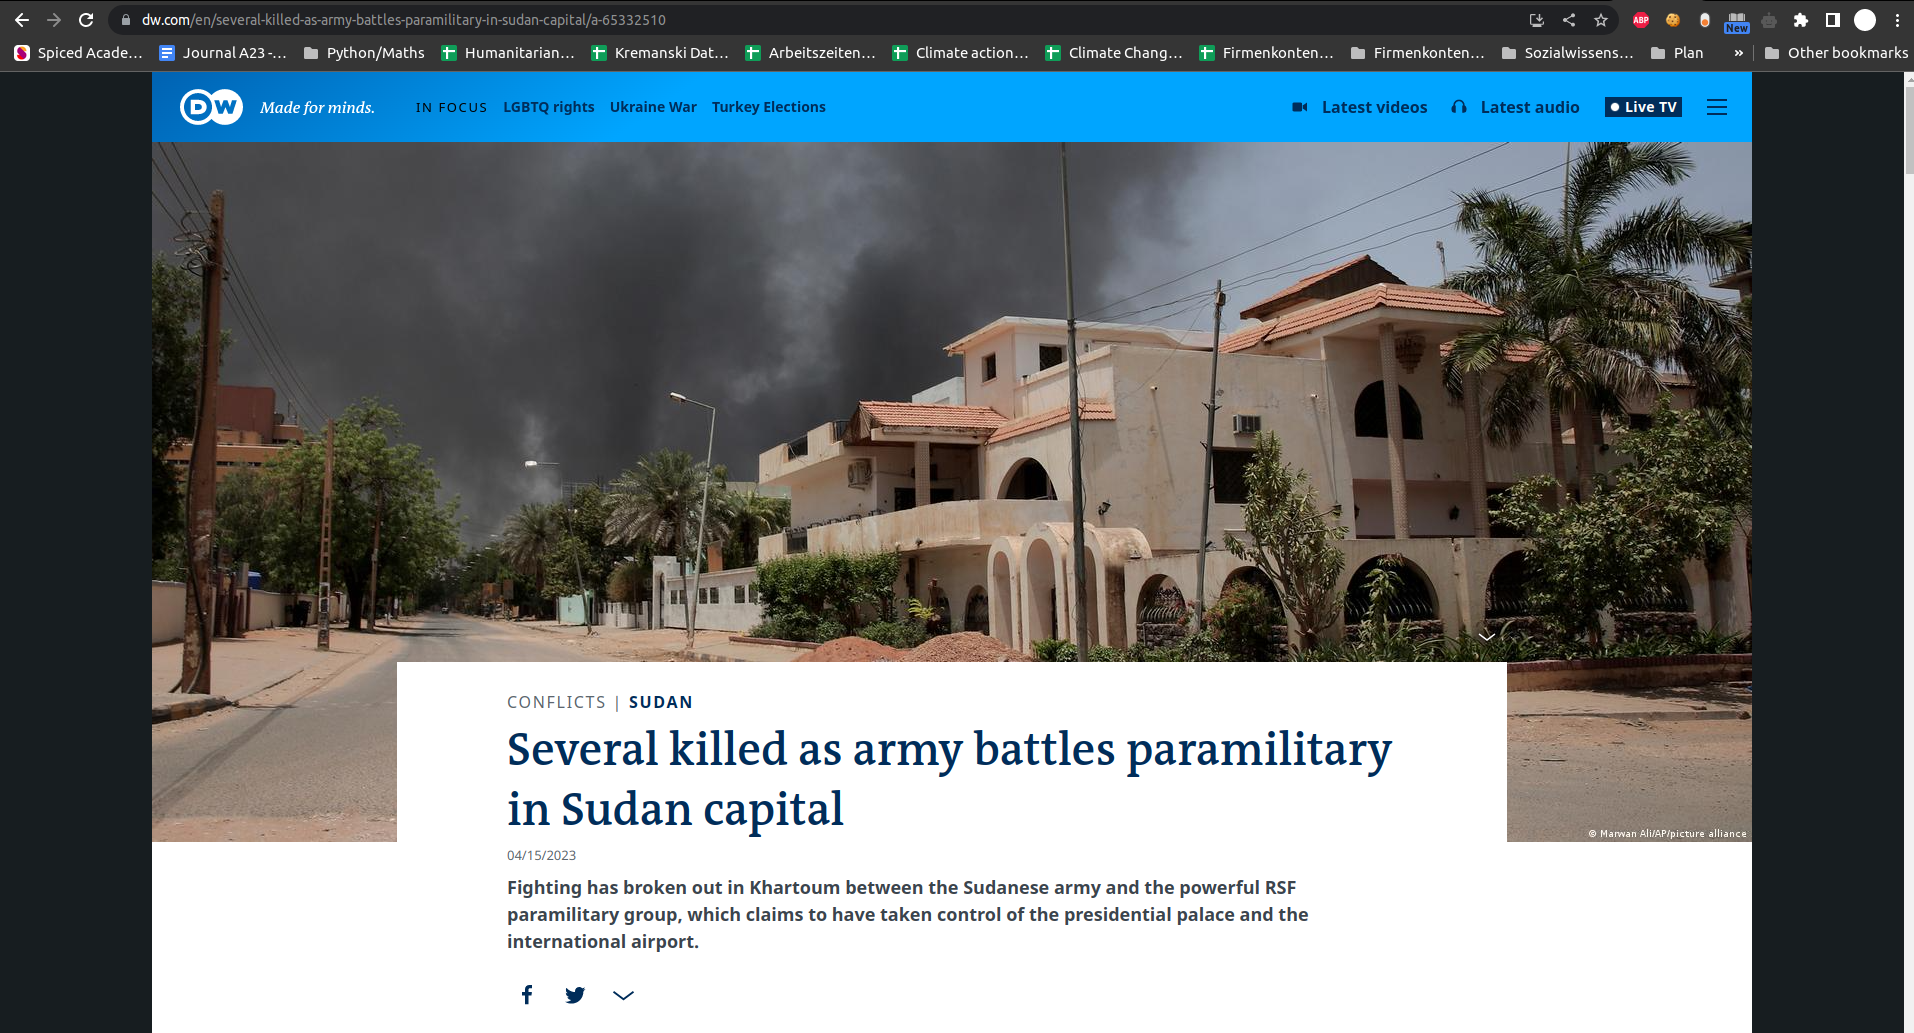 dw.com/en/several-killed-as-army-battles-paramilitary-in-sudan-capital/a-65332510
ABP
New
Spiced Acade...
Journal A23 -...
Python/Maths
Humanitarian...
Kremanski Dat...
Arbeitszeiten...
Climate action...
Climate Chang...
Firmenkonten...
Firmenkonten...
Sozialwissens...
Plan
»
Other bookmarks
DW
Made for minds.
IN FOCUS
LGBTQ rights
Ukraine War
Turkey Elections
Latest videos
Latest audio
Live TV
© Marwan Ali/AP/picture alliance
CONFLICTS | SUDAN
Several killed as army battles paramilitary
in Sudan capital
04/15/2023
Fighting has broken out in Khartoum between the Sudanese army and the powerful RSF
paramilitary group, which claims to have taken control of the presidential palace and the
international airport.